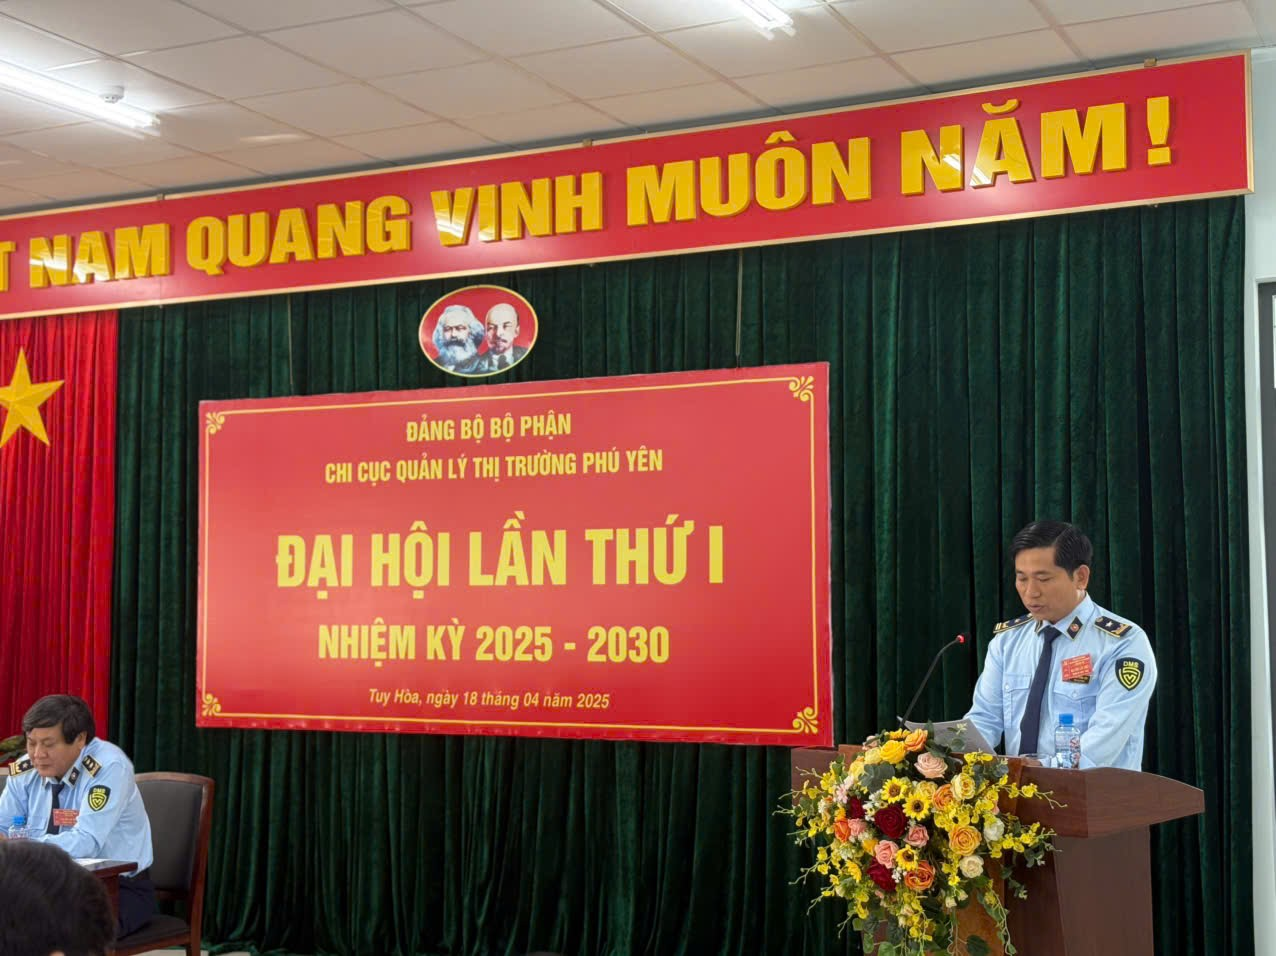 NAM QUANG VINH MUÔN NĂM!
ĐẢNG BỘ BỘ PHẬN
CHI CỤC QUẢN LÝ THỊ TRƯỜNG PHÚ YÊN
ĐẠI HỘI LẦN THỨ I
NHIỆM KỲ 2025 - 2030
Tuy Hòa, ngày 18 tháng 04 năm 2025
DMS
DMS